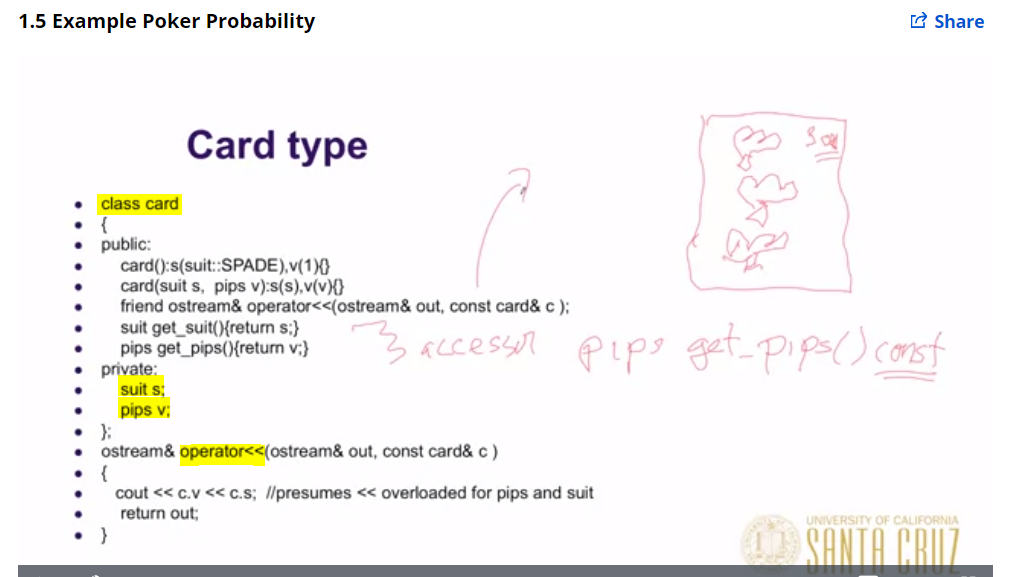 1.5 Example Poker Probability
Share
Card type
• class card
• {
• public:
• card():s(suit::SPADE),v(1){}
• card(suit s, pips v):s(s),v(v){}
• friend ostream& operator<<(ostream& out, const card& c );
• suit get_suit(){return s;}
• pips get_pips(){return v;}
accessor pips get_pips() const
• private:
• suit s;
• pips v;
• };
• ostream& operator<<(ostream& out, const card& c )
• {
• cout << c.v << c.s; //presumes << overloaded for pips and suit
• return out;
• }
UNIVERSITY OF CALIFORNIA
SANTA CRUZ